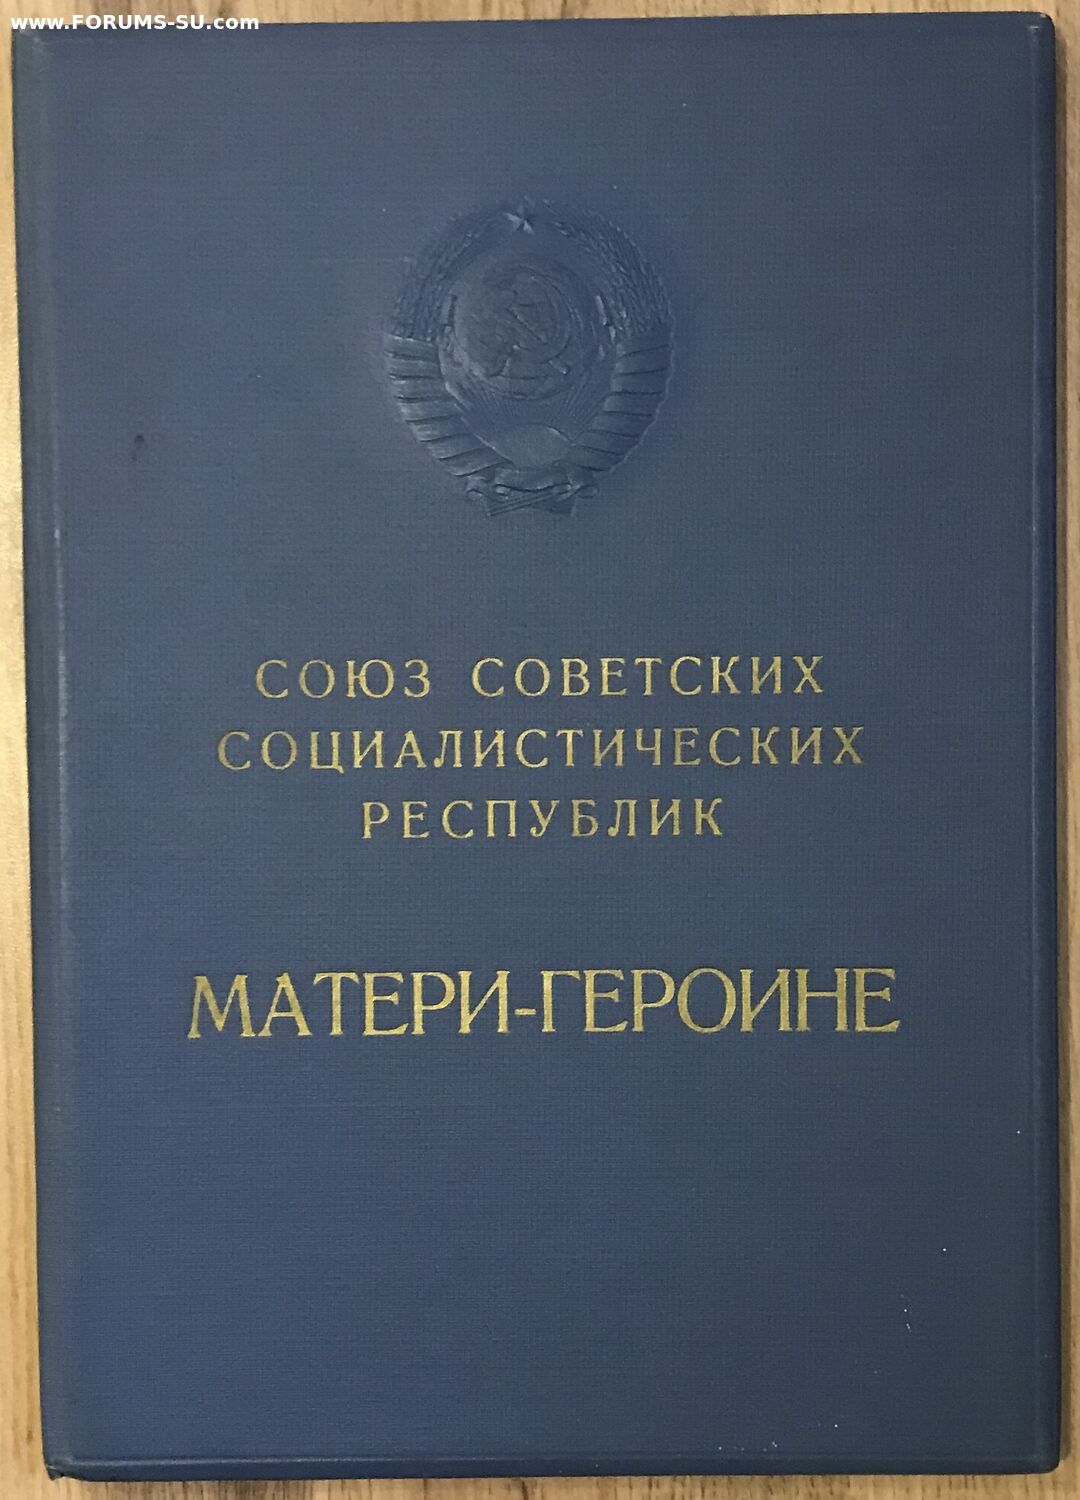 www.FORUMS-SU.com
СОЮЗ СОВЕТСКИХ
СОЦИАЛИСТИЧЕСКИХ
РЕСПУБЛИК
МАТЕРИ-ГЕРОИНЕ